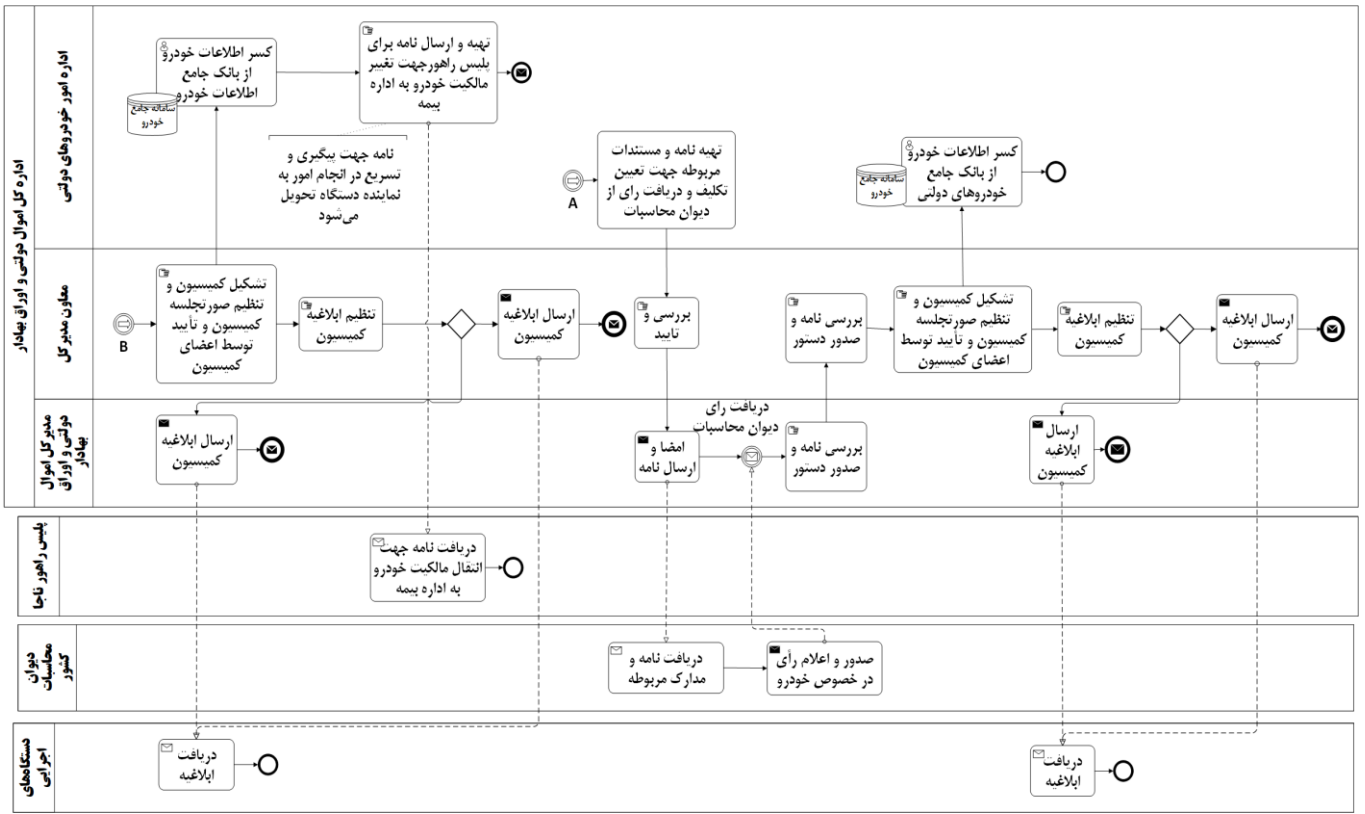 اداره کل اموال دولتی و اوراق بهادار
اداره امور خودروهای دولتی
کسر اطلاعات خودرو
از بانک جامع
اطلاعات خودرو
سامانه جامع
خودرو
تهیه و ارسال نامه برای
پلیس راهورجهت تغییر
مالکیت خودرو به اداره
بیمه
نامه جهت پیگیری و
تسریع در انجام امور به
نماینده دستگاه تحویل
می‌شود
A
تهیه نامه و مستندات
مربوطه جهت تعیین
تکلیف و دریافت رای از
دیوان محاسبات
کسر اطلاعات خودرو
از بانک جامع
خودروهای دولتی
سامانه جامع
خودرو
معاون مدیر کل
B
تشکیل کمیسیون و
تنظیم صورتجلسه
کمیسیون و تأیید
توسط اعضای
کمیسیون
تنظیم ابلاغیه
کمیسیون
ارسال ابلاغیه
کمیسیون
بررسی و
تایید
بررسی نامه و
صدور دستور
تشکیل کمیسیون و
تنظیم صورتجلسه
کمیسیون و تأیید توسط
اعضای کمیسیون
تنظیم ابلاغیه
کمیسیون
ارسال ابلاغیه
کمیسیون
مدیر کل اموال
دولتی و اوراق
بهادار
ارسال ابلاغیه
کمیسیون
امضا و
ارسال نامه
دریافت رای
دیوان محاسبات
بررسی نامه و
صدور دستور
ارسال
ابلاغیه
کمیسیون
پلیس راهور ناجا
دریافت نامه جهت
انتقال مالکیت خودرو
به اداره بیمه
دیوان
محاسبات
کشور
دریافت نامه و
مدارک مربوطه
صدور و اعلام رأی
در خصوص خودرو
دستگاه‌های
اجرایی
دریافت
ابلاغیه
دریافت
ابلاغیه